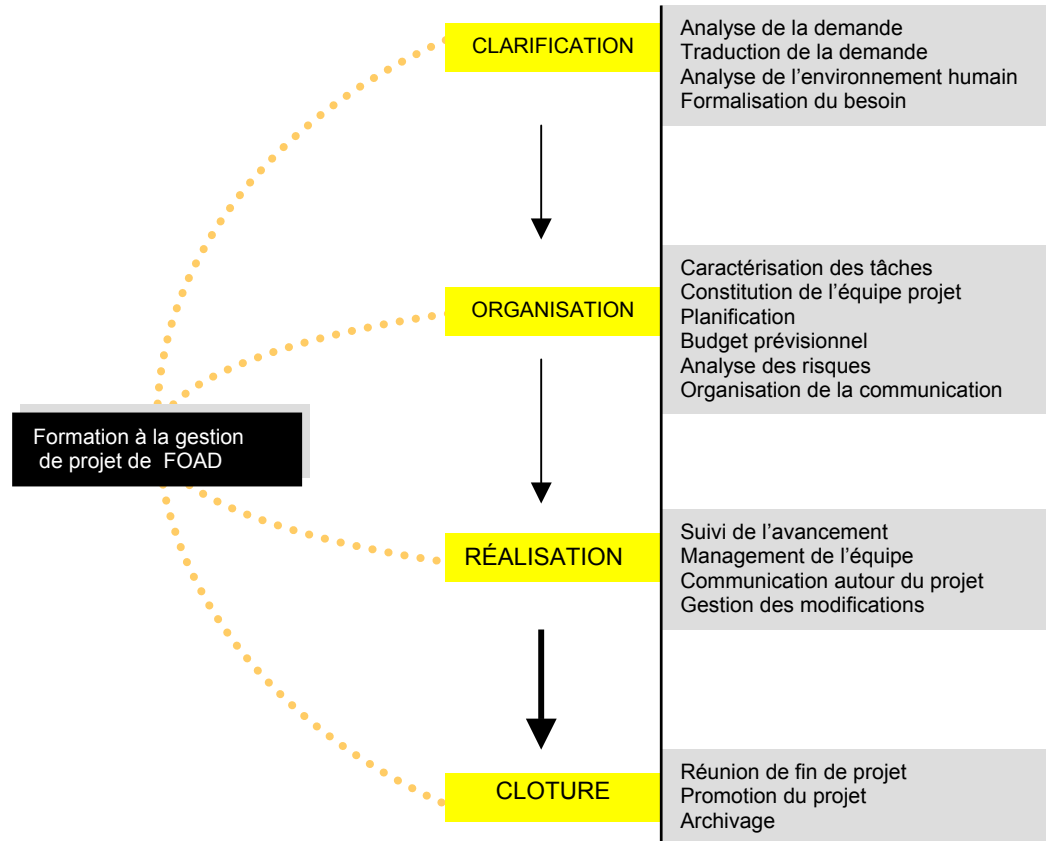 CLARIFICATION
Analyse de la demande
Traduction de la demande
Analyse de l’environnement humain
Formalisation du besoin
ORGANISATION
Caractérisation des tâches
Constitution de l’équipe projet
Planification
Budget prévisionnel
Analyse des risques
Organisation de la communication
Formation à la gestion
de projet de FOAD
RÉALISATION
Suivi de l’avancement
Management de l’équipe
Communication autour du projet
Gestion des modifications
CLOTURE
Réunion de fin de projet
Promotion du projet
Archivage